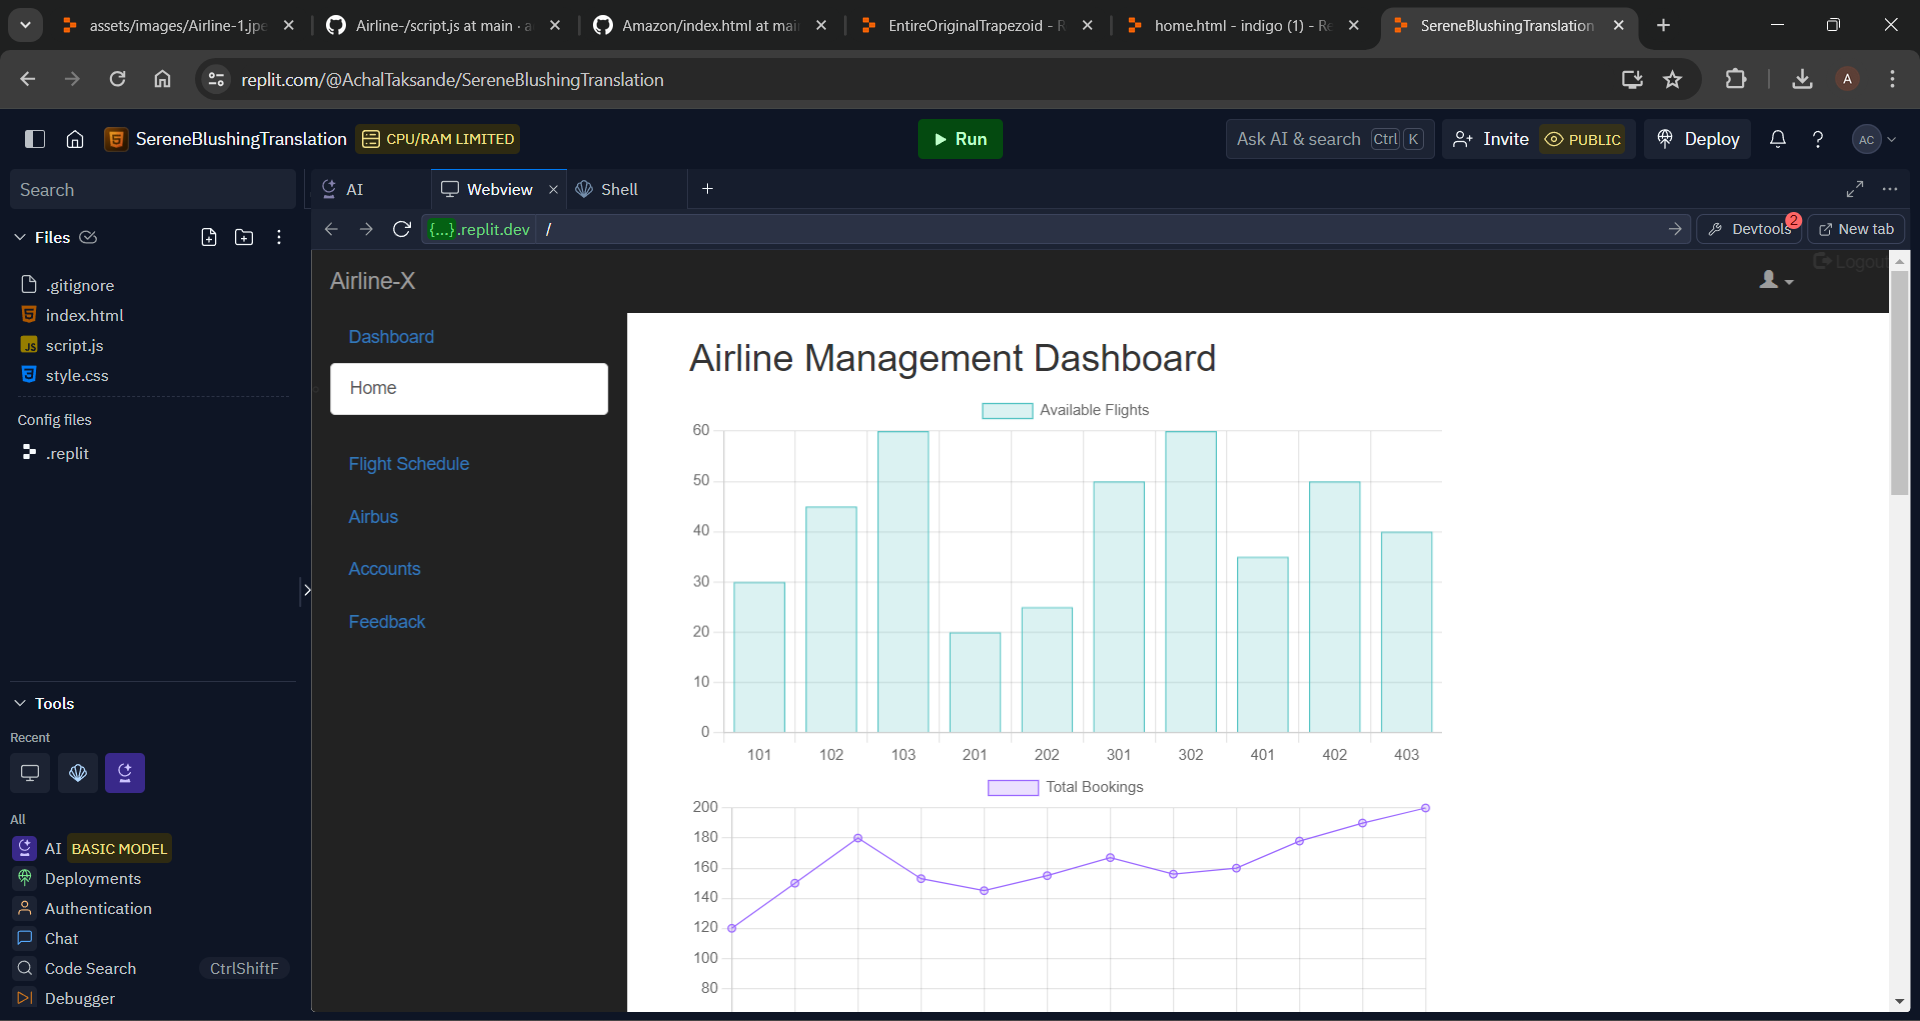 assets/images/Airline-1.jpe
Airline-/script.js at main · a
Amazon/index.html at mai
EntireOriginalTrapezoid - R
home.html - indigo (1) - Re
SereneBlushingTranslation
replit.com/@AchalTaksande/SereneBlushingTranslation
A
SereneBlushingTranslation
CPU/RAM LIMITED
Run
Ask AI & search Ctrl K
Invite
PUBLIC
Deploy
?
AC
Search
AI
Webview
Shell
Files
{...}.replit.dev /
Devtools 2
New tab
.gitignore
index.html
script.js
style.css
Config files
.replit
Tools
Recent
All
AI BASIC MODEL
Deployments
Authentication
Chat
Code Search CtrlShiftF
Debugger
Airline-X
Logout
Dashboard
Home
Flight Schedule
Airbus
Accounts
Feedback
Airline Management Dashboard
Available Flights
60
50
40
30
20
10
0
101 102 103 201 202 301 302 401 402 403
Total Bookings
200
180
160
140
120
100
80